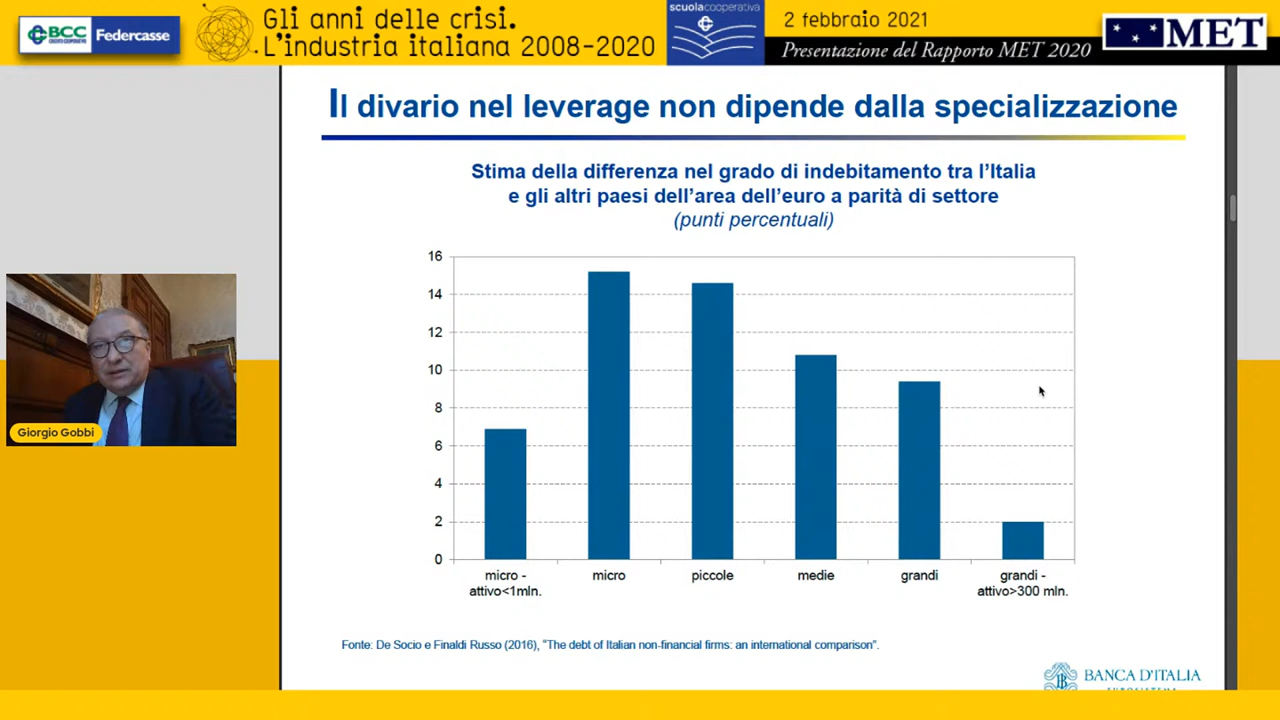 BCC
CREDITO COOPERATIVO
Federcasse
Gli anni delle crisi.
L'industria italiana 2008-2020
scuolacooperativa
2 febbraio 2021
Presentazione del Rapporto MET 2020
MET
Il divario nel leverage non dipende dalla specializzazione
Stima della differenza nel grado di indebitamento tra l'Italia
e gli altri paesi dell'area dell'euro a parità di settore
(punti percentuali)
16
14
12
10
8
6
4
2
0
micro -
attivo<1mln.
micro
piccole
medie
grandi
grandi -
attivo>300 mln.
Giorgio Gobbi
Fonte: De Socio e Finaldi Russo (2016), "The debt of Italian non-financial firms: an international comparison".
BANCA D'ITALIA
EUROSISTEMA